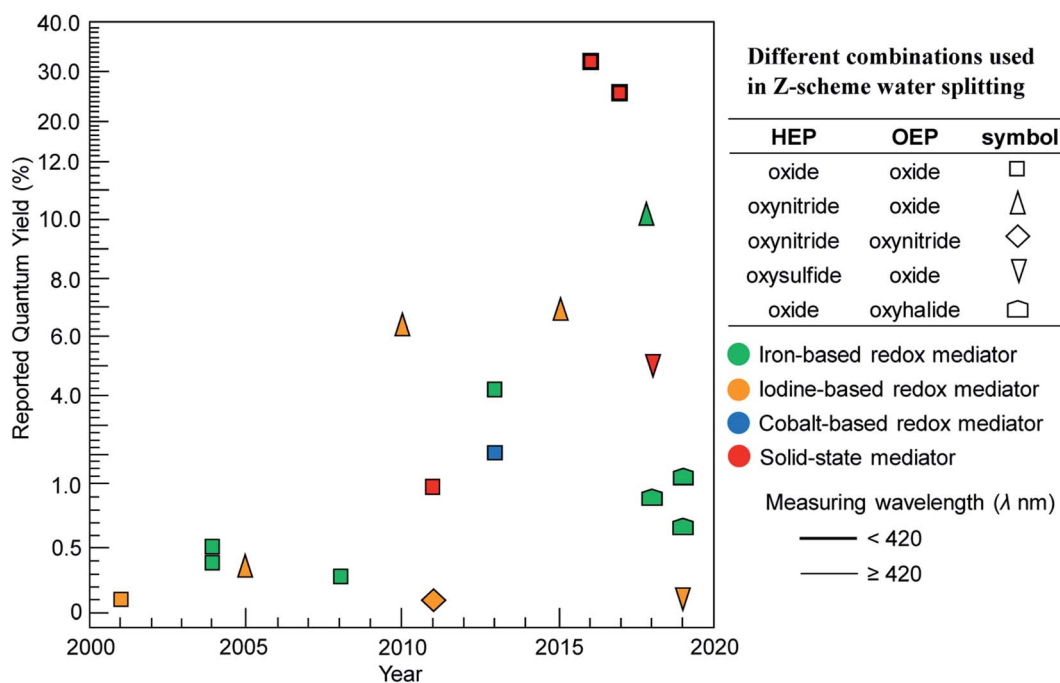 40.0
30.0
20.0
12.0
10.0
8.0
6.0
4.0
1.0
0.5
0
Reported Quantum Yield (%)
2000 2005 2010 2015 2020
Year
Different combinations used
in Z-scheme water splitting
HEP OEP symbol
oxide oxide
oxynitride oxide
oxynitride oxynitride
oxysulfide oxide
oxide oxyhalide
Iron-based redox mediator
Iodine-based redox mediator
Cobalt-based redox mediator
Solid-state mediator
Measuring wavelength (λ nm)
< 420
≥ 420